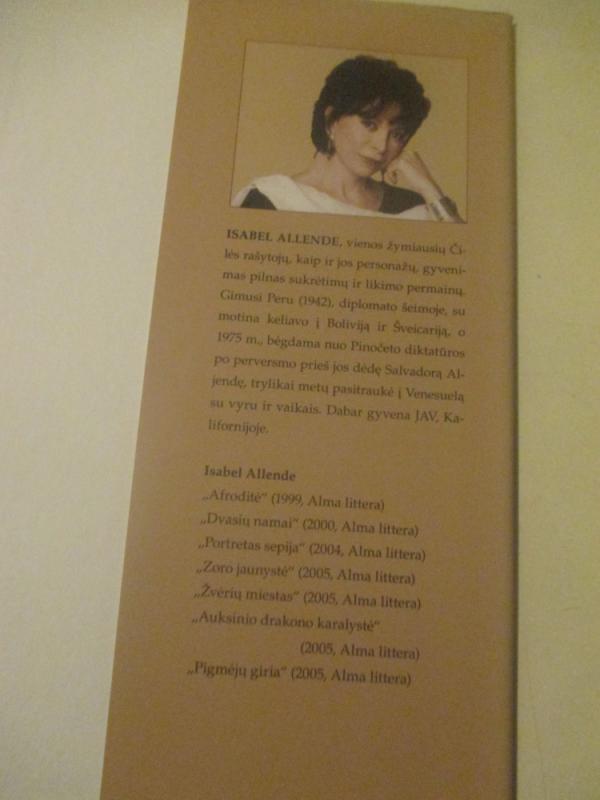 ISABEL ALLENDE, vienos žymiausių Či-
lės rašytojų, kaip ir jos personažų, gyveni-
mas pilnas sukrėtimų ir likimo permainų.
Gimusi Peru (1942), diplomato šeimoje, su
motina keliavo į Boliviją ir Šveicariją, o
1975 m., bėgdama nuo Pinočeto diktatūros
po perversmo prieš jos dėdę Salvadorą Al-
jendę, trylikai metų pasitraukė į Venesuelą
su vyru ir vaikais. Dabar gyvena JAV, Ka-
lifornijoje.
Isabel Allende
„Afroditė“ (1999, Alma littera)
„Dvasių namai“ (2000, Alma littera)
„Portretas sepija“ (2004, Alma littera)
„Zoro jaunystė“ (2005, Alma littera)
„Žvėrių miestas“ (2005, Alma littera)
„Auksinio drakono karalystė“
(2005, Alma littera)
„Pigmėjų giria“ (2005, Alma littera)